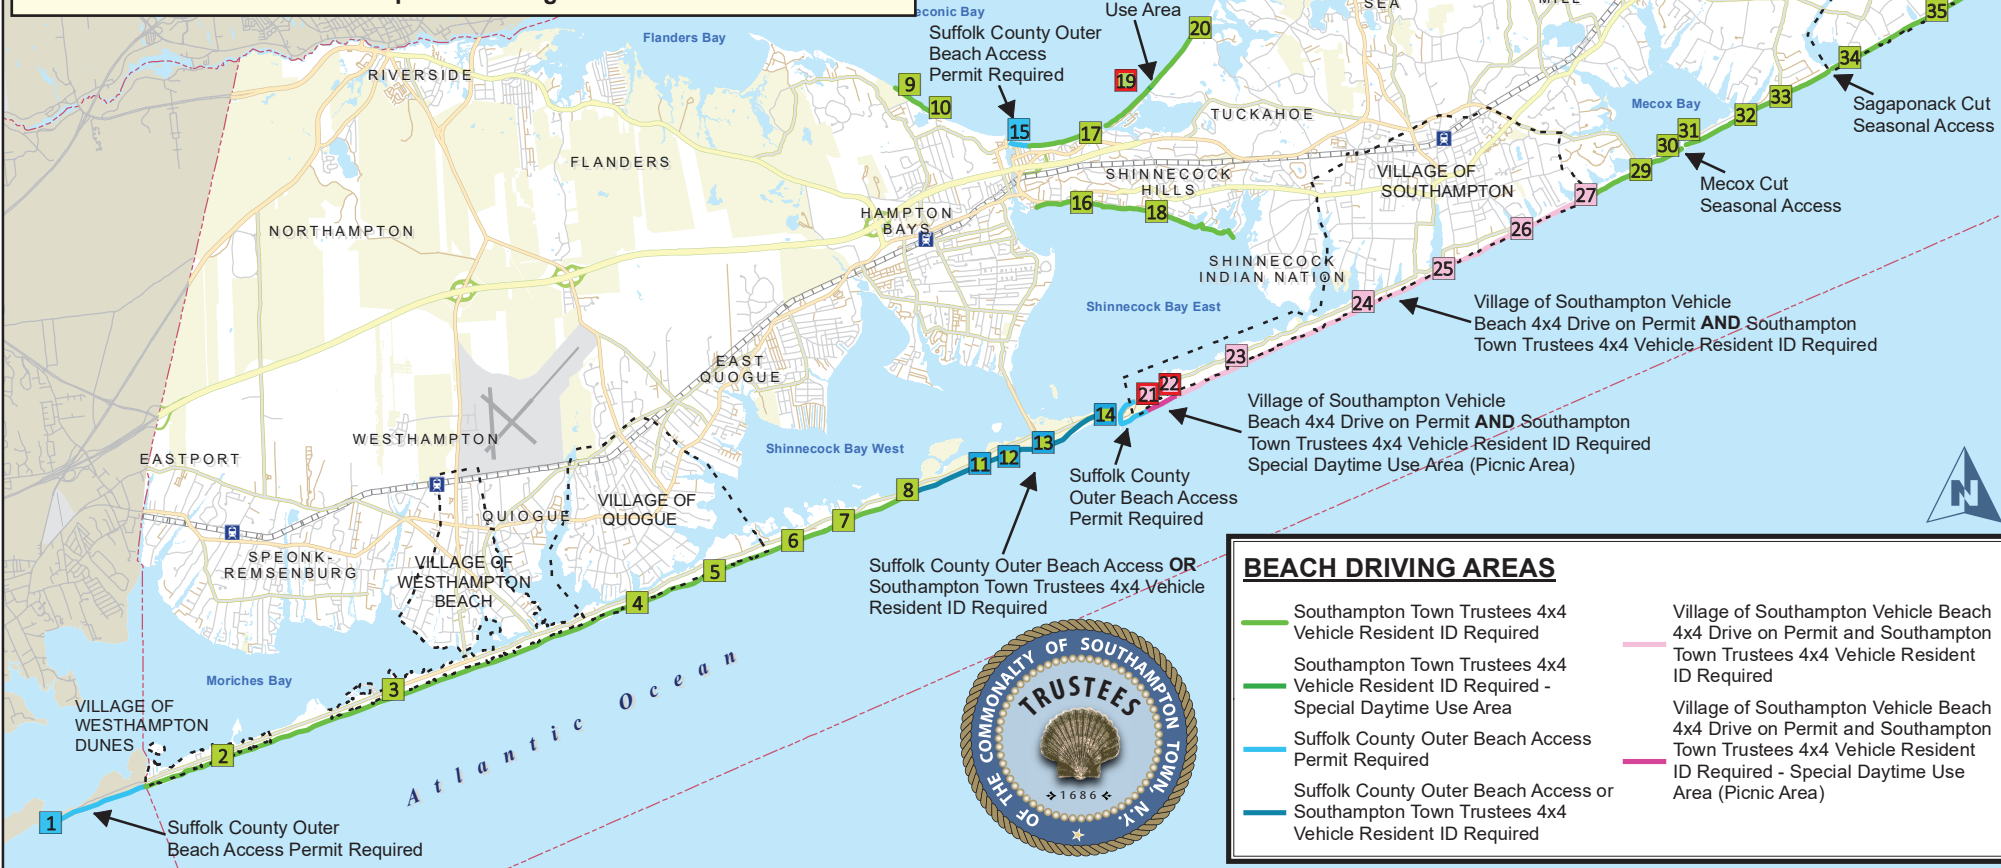 econic Bay
Flanders Bay
Suffolk County Outer
Beach Access
Permit Required
Use Area
20
SEA
35
RIVERSIDE
9
10
15
17
19
TUCKAHOE
Mecox Bay
34
33
32
31
30
29
Sagaponack Cut
Seasonal Access
FLANDERS
SHINNECOCK
HILLS
VILLAGE OF
SOUTHAMPTON
Mecox Cut
Seasonal Access
27
26
25
24
16
18
HAMPTON
BAYS
NORTHAMPTON
SHINNECOCK
INDIAN NATION
Shinnecock Bay East
Village of Southampton Vehicle
Beach 4x4 Drive on Permit AND Southampton
Town Trustees 4x4 Vehicle Resident ID Required
EAST
QUOGUE
23
22
21
14
13
12
11
Village of Southampton Vehicle
Beach 4x4 Drive on Permit AND Southampton
Town Trustees 4x4 Vehicle Resident ID Required
Special Daytime Use Area (Picnic Area)
WESTHAMPTON
EASTPORT
Shinnecock Bay West
Suffolk County
Outer Beach Access
Permit Required
N
QUIOGUE
VILLAGE OF
QUOGUE
8
7
6
5
4
SPEONK-
REMSENBURG
VILLAGE OF
WESTHAMPTON
BEACH
Suffolk County Outer Beach Access OR
Southampton Town Trustees 4x4 Vehicle
Resident ID Required
Moriches Bay
3
2
1
VILLAGE OF
WESTHAMPTON
DUNES
Atlantic Ocean
Suffolk County Outer
Beach Access Permit Required
OF THE COMMONALTY OF SOUTHAMPTON TOWN, N.Y.
TRUSTEES
1686
BEACH DRIVING AREAS
Southampton Town Trustees 4x4
Vehicle Resident ID Required
Southampton Town Trustees 4x4
Vehicle Resident ID Required -
Special Daytime Use Area
Suffolk County Outer Beach Access
Permit Required
Suffolk County Outer Beach Access or
Southampton Town Trustees 4x4
Vehicle Resident ID Required
Village of Southampton Vehicle Beach
4x4 Drive on Permit and Southampton
Town Trustees 4x4 Vehicle Resident
ID Required
Village of Southampton Vehicle Beach
4x4 Drive on Permit and Southampton
Town Trustees 4x4 Vehicle Resident
ID Required - Special Daytime Use
Area (Picnic Area)